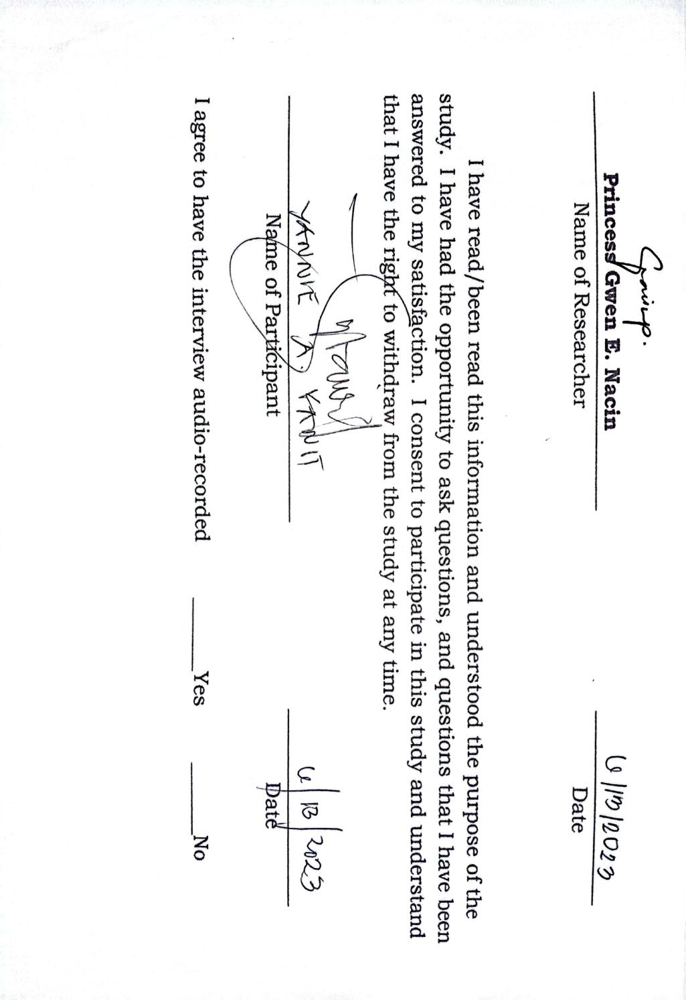 Princess Gwen E. Nacin
6/13/2023
Name of Researcher
Date
I have read/been read this information and understood the purpose of the
study. I have had the opportunity to ask questions, and questions that I have been
answered to my satisfaction. I consent to participate in this study and understand
that I have the right to withdraw from the study at any time.
YANNIE A. YANIT
6/13/2023
Name of Participant
Date
I agree to have the interview audio-recorded ____Yes ____No